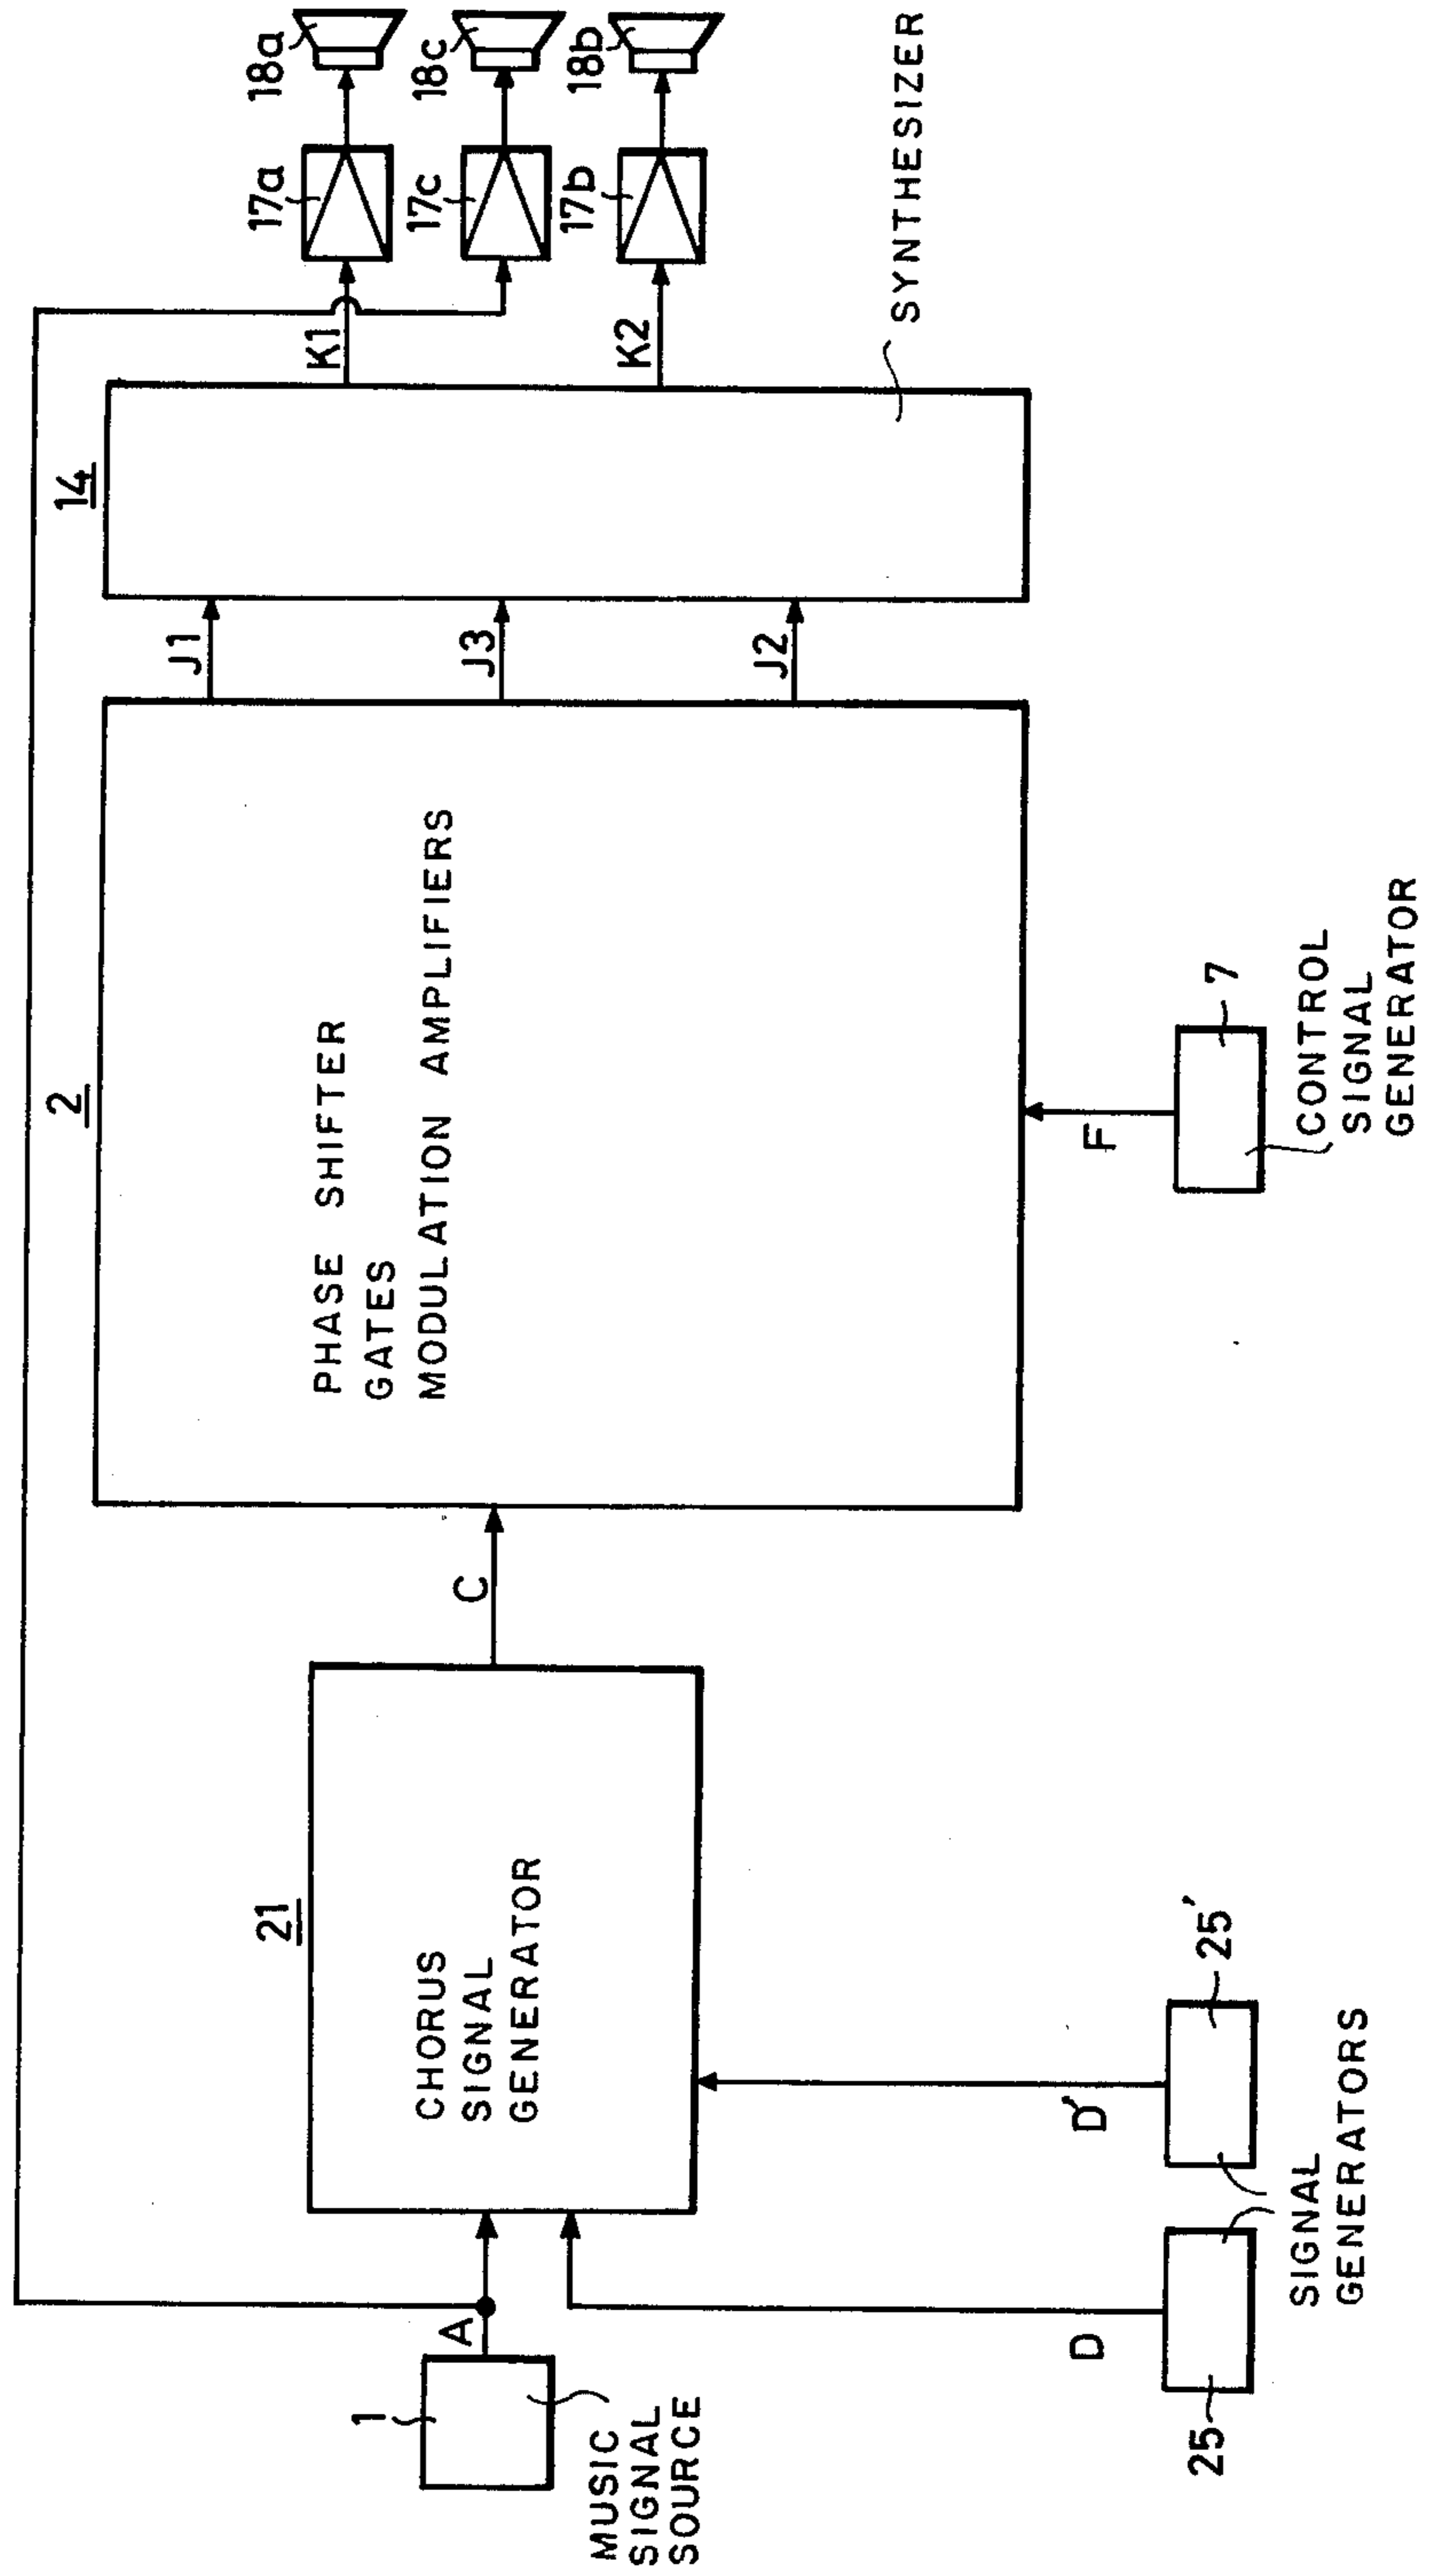 18a
18c
18b
17a
17c
17b
K1
K2
SYNTHESIZER
14
J1
J3
J2
2
PHASE SHIFTER
GATES
MODULATION AMPLIFIERS
F
7
CONTROL
SIGNAL
GENERATOR
C
21
CHORUS
SIGNAL
GENERATOR
A
1
MUSIC
SIGNAL
SOURCE
D
D'
25
25'
SIGNAL
GENERATORS